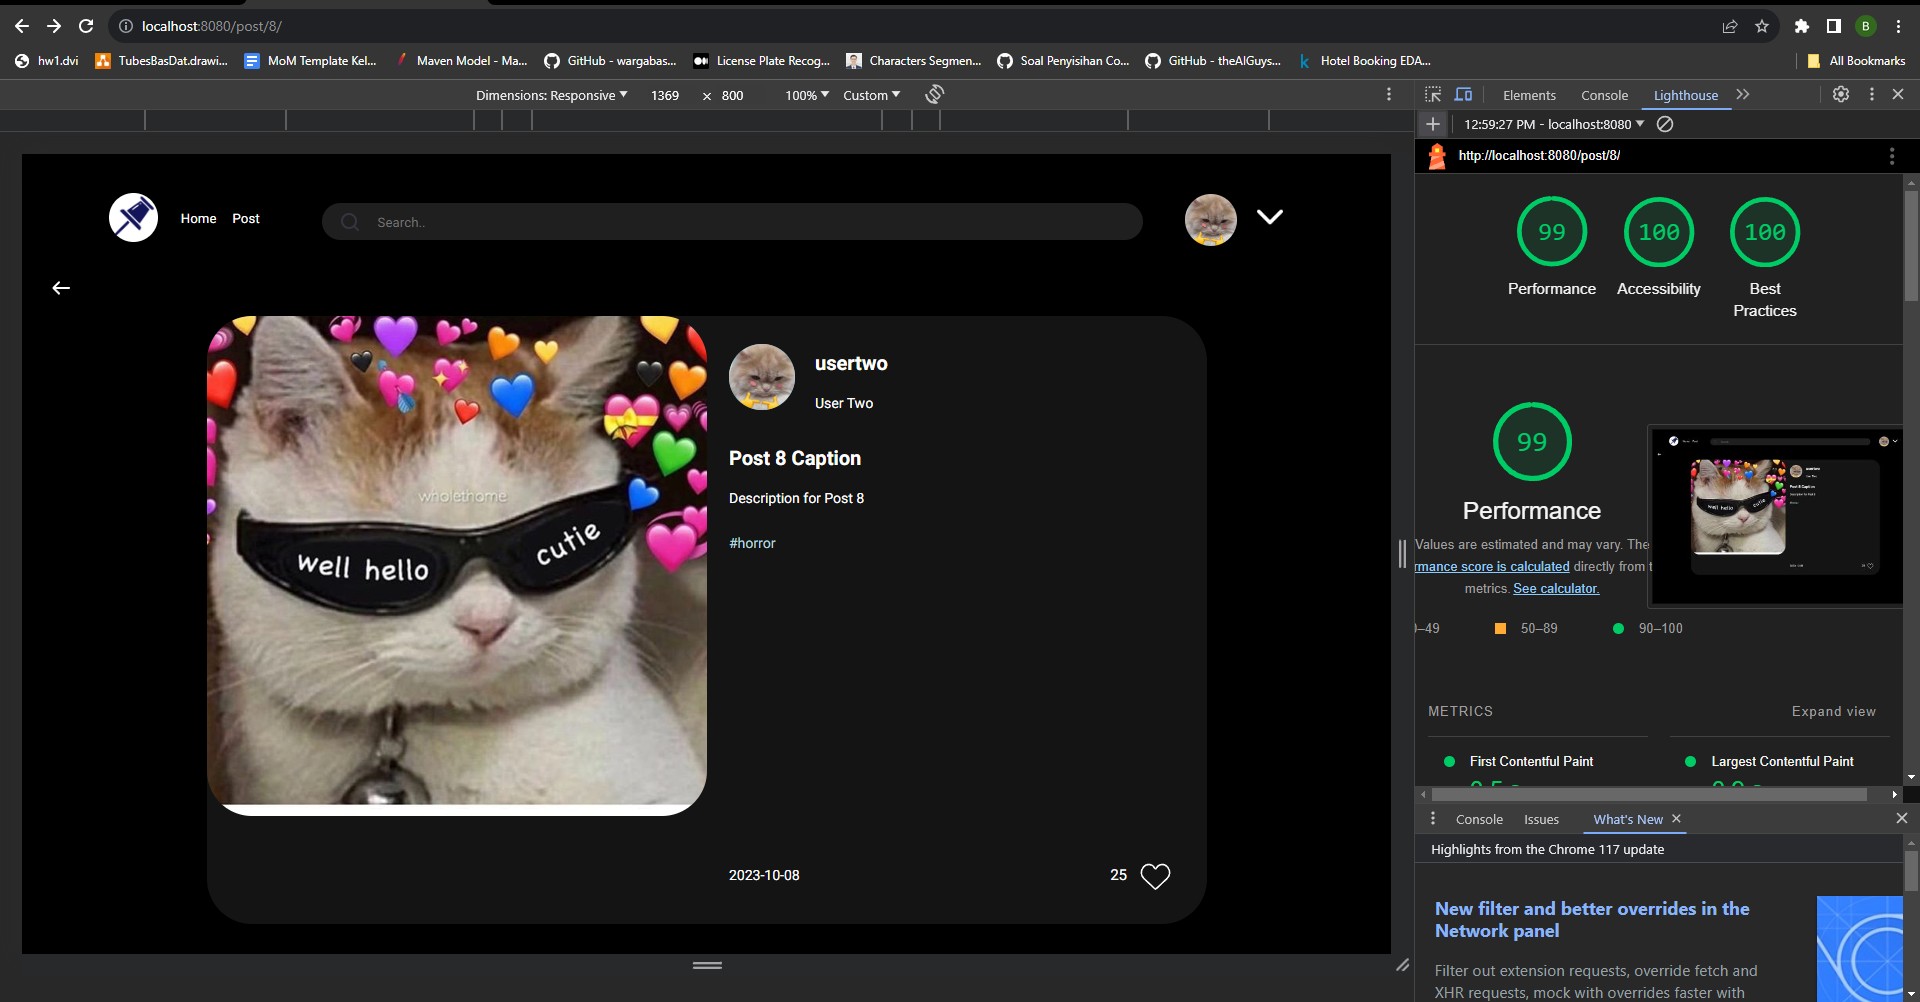 localhost:8080/post/8/
B
hw1.dvi
TubesBasDat.drawi...
MoM Template Kel...
Maven Model - Ma...
GitHub - wargabas...
License Plate Recog...
Characters Segmen...
Soal Penyisihan Co...
GitHub - theAIGuys...
Hotel Booking EDA...
All Bookmarks
Dimensions: Responsive
1369 × 800
100%
Custom
Elements
Console
Lighthouse
12:59:27 PM - localhost:8080
http://localhost:8080/post/8/
Home
Post
Search..
usertwo
User Two
wholethome
well hello
cutie
Post 8 Caption
Description for Post 8
#horror
2023-10-08
25
99
100
100
Performance
Accessibility
Best
Practices
99
Performance
Values are estimated and may vary. The
rmance score is calculated directly from t
metrics. See calculator.
–49
50–89
90–100
METRICS
Expand view
First Contentful Paint
Largest Contentful Paint
Console
Issues
What's New
Highlights from the Chrome 117 update
New filter and better overrides in the
Network panel
Filter out extension requests, override fetch and
XHR requests, mock with overrides faster with